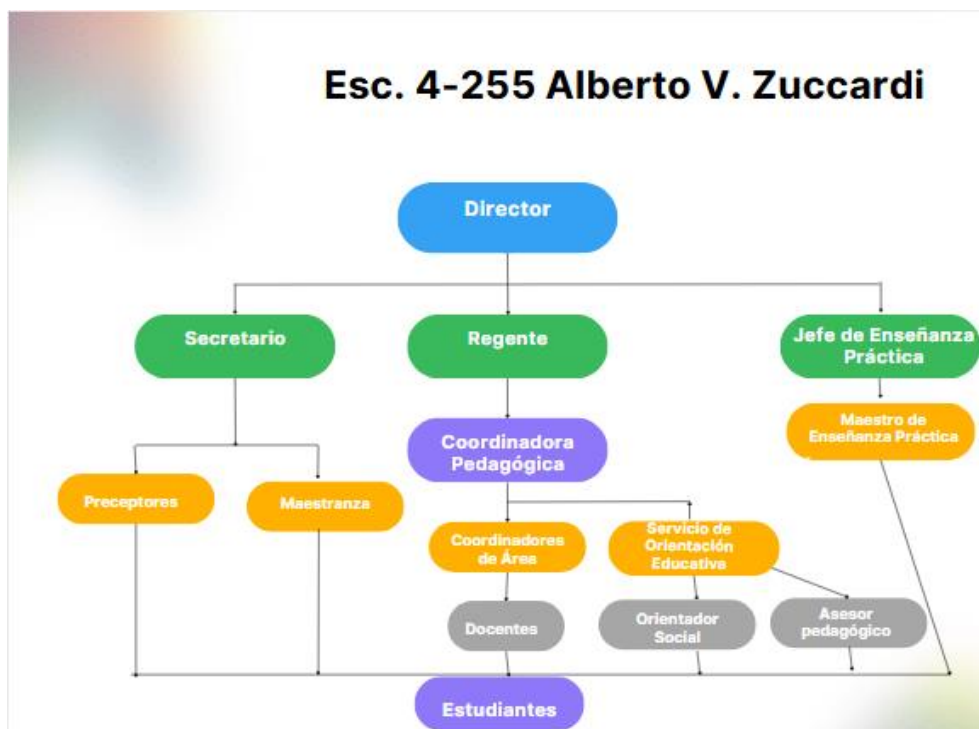 Esc. 4-255 Alberto V. Zuccardi
Director
Secretario
Regente
Jefe de Enseñanza
Práctica
Maestro de
Enseñanza Práctica
Coordinadora
Pedagógica
Preceptores
Maestranza
Coordinadores
de Área
Servicio de
Orientación
Educativa
Docentes
Orientador
Social
Asesor
pedagógico
Estudiantes